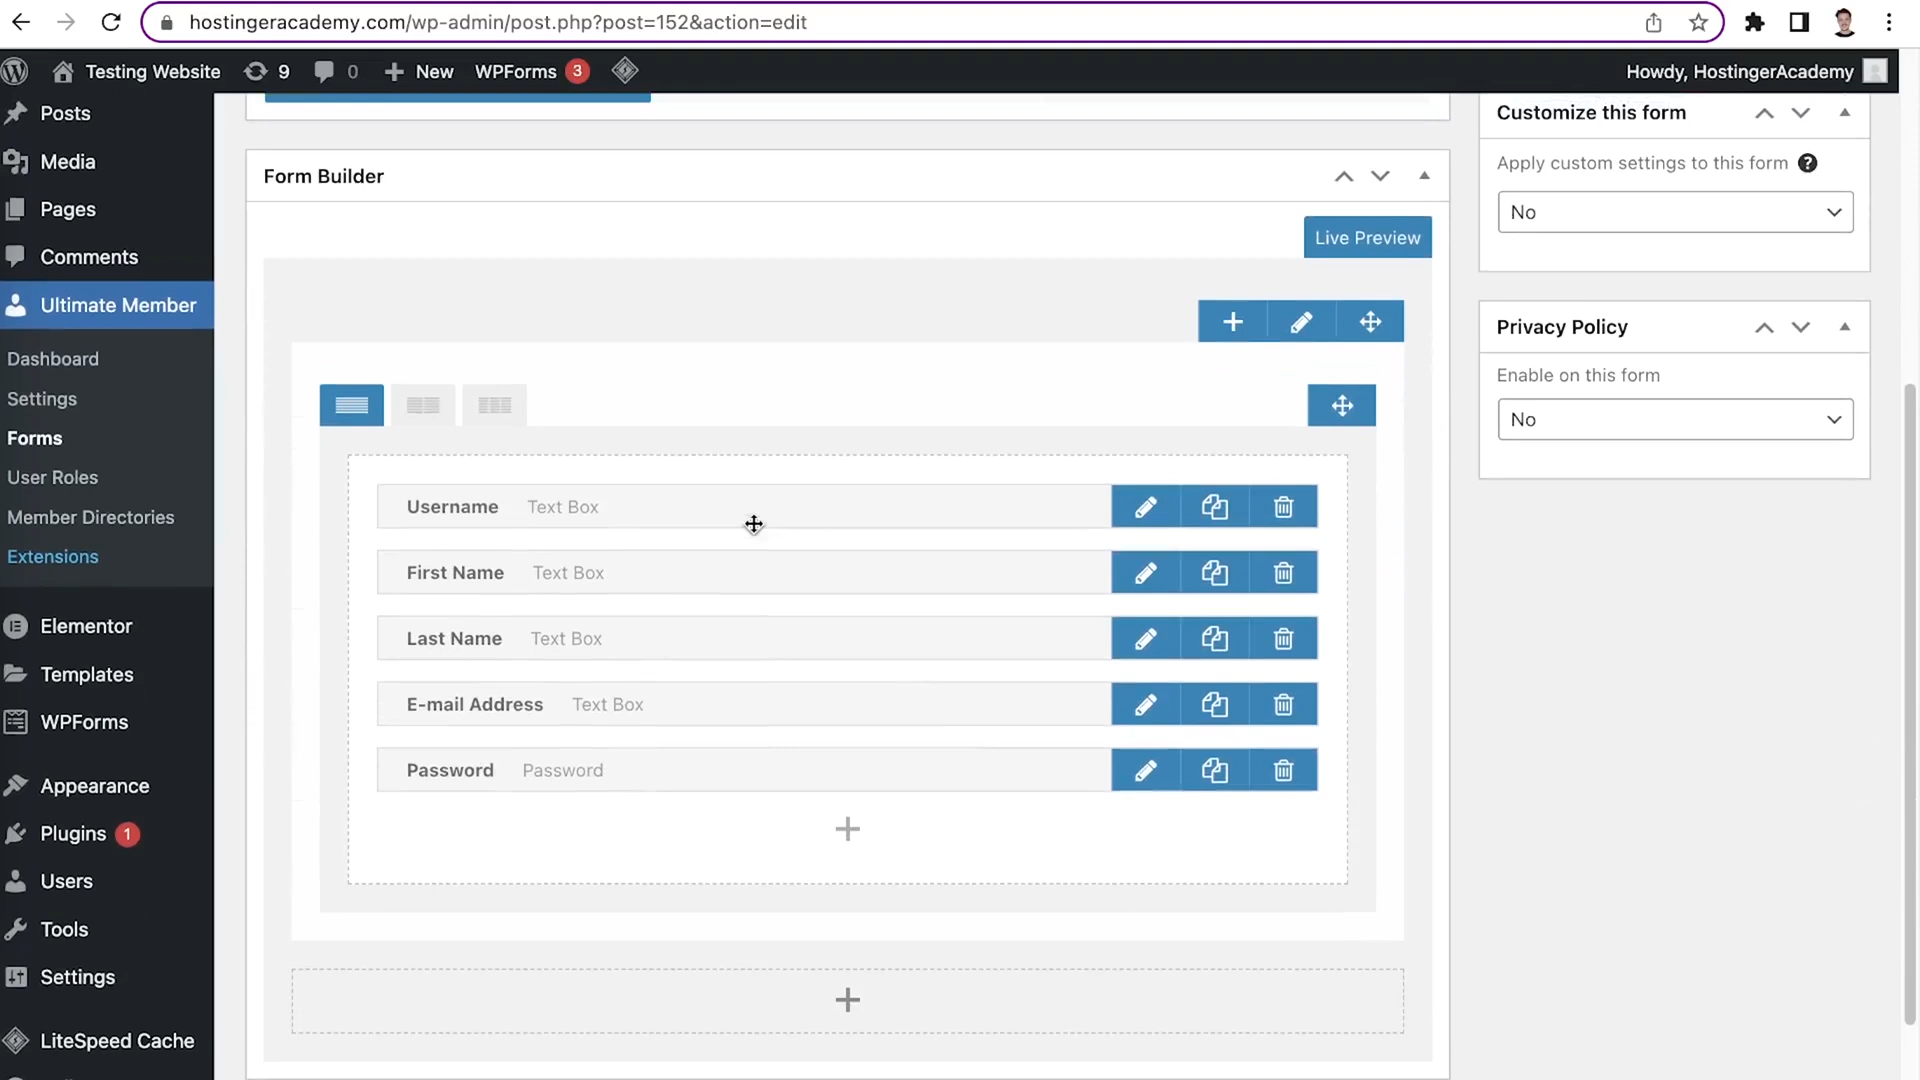 hostingeracademy.com/wp-admin/post.php?post=152&action=edit
Testing Website
9
0
New
WPForms
3
Howdy, HostingerAcademy
Posts
Media
Pages
Comments
Ultimate Member
Dashboard
Settings
Forms
User Roles
Member Directories
Extensions
Elementor
Templates
WPForms
Appearance
Plugins 1
Users
Tools
Settings
LiteSpeed Cache
Form Builder
Live Preview
Username Text Box
First Name Text Box
Last Name Text Box
E-mail Address Text Box
Password Password
Customize this form
Apply custom settings to this form ?
No
Privacy Policy
Enable on this form
No